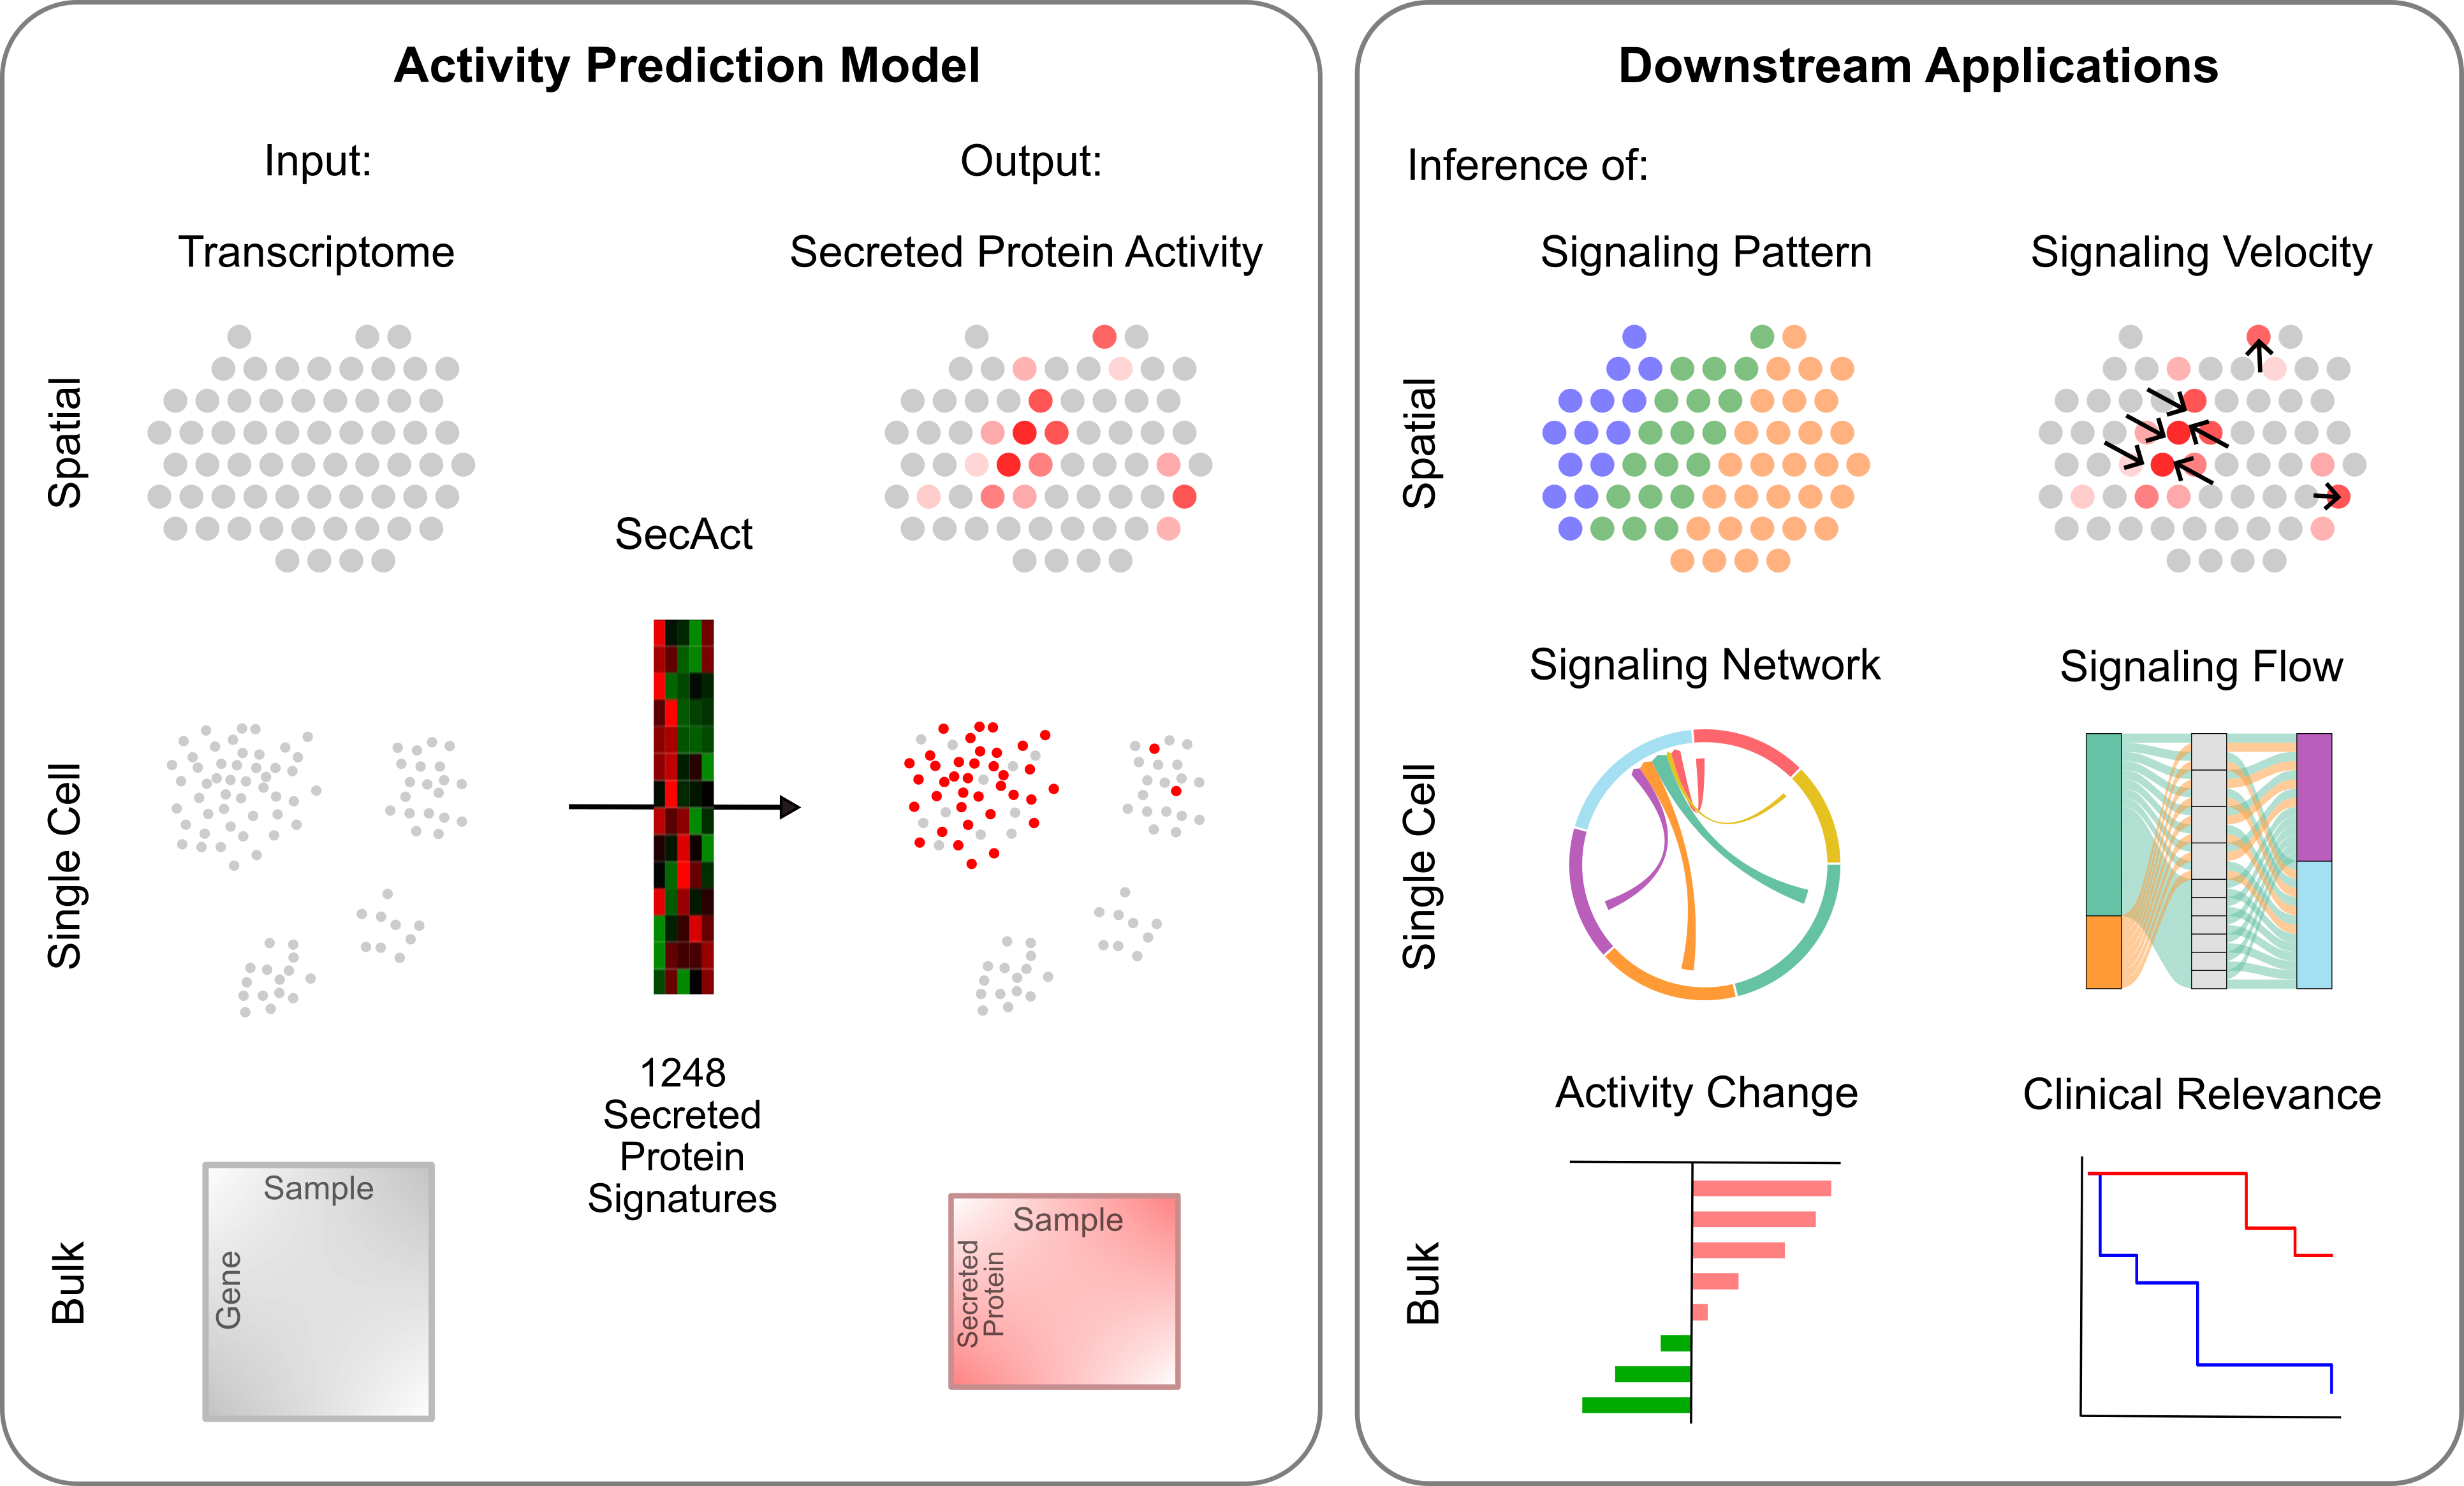 Activity Prediction Model
Input:
Output:
Transcriptome
Secreted Protein Activity
Spatial
SecAct
Single Cell
1248
Secreted
Protein
Signatures
Bulk
Sample
Gene
Sample
Secreted
Protein
Downstream Applications
Inference of:
Signaling Pattern
Signaling Velocity
Spatial
Signaling Network
Signaling Flow
Single Cell
Activity Change
Clinical Relevance
Bulk